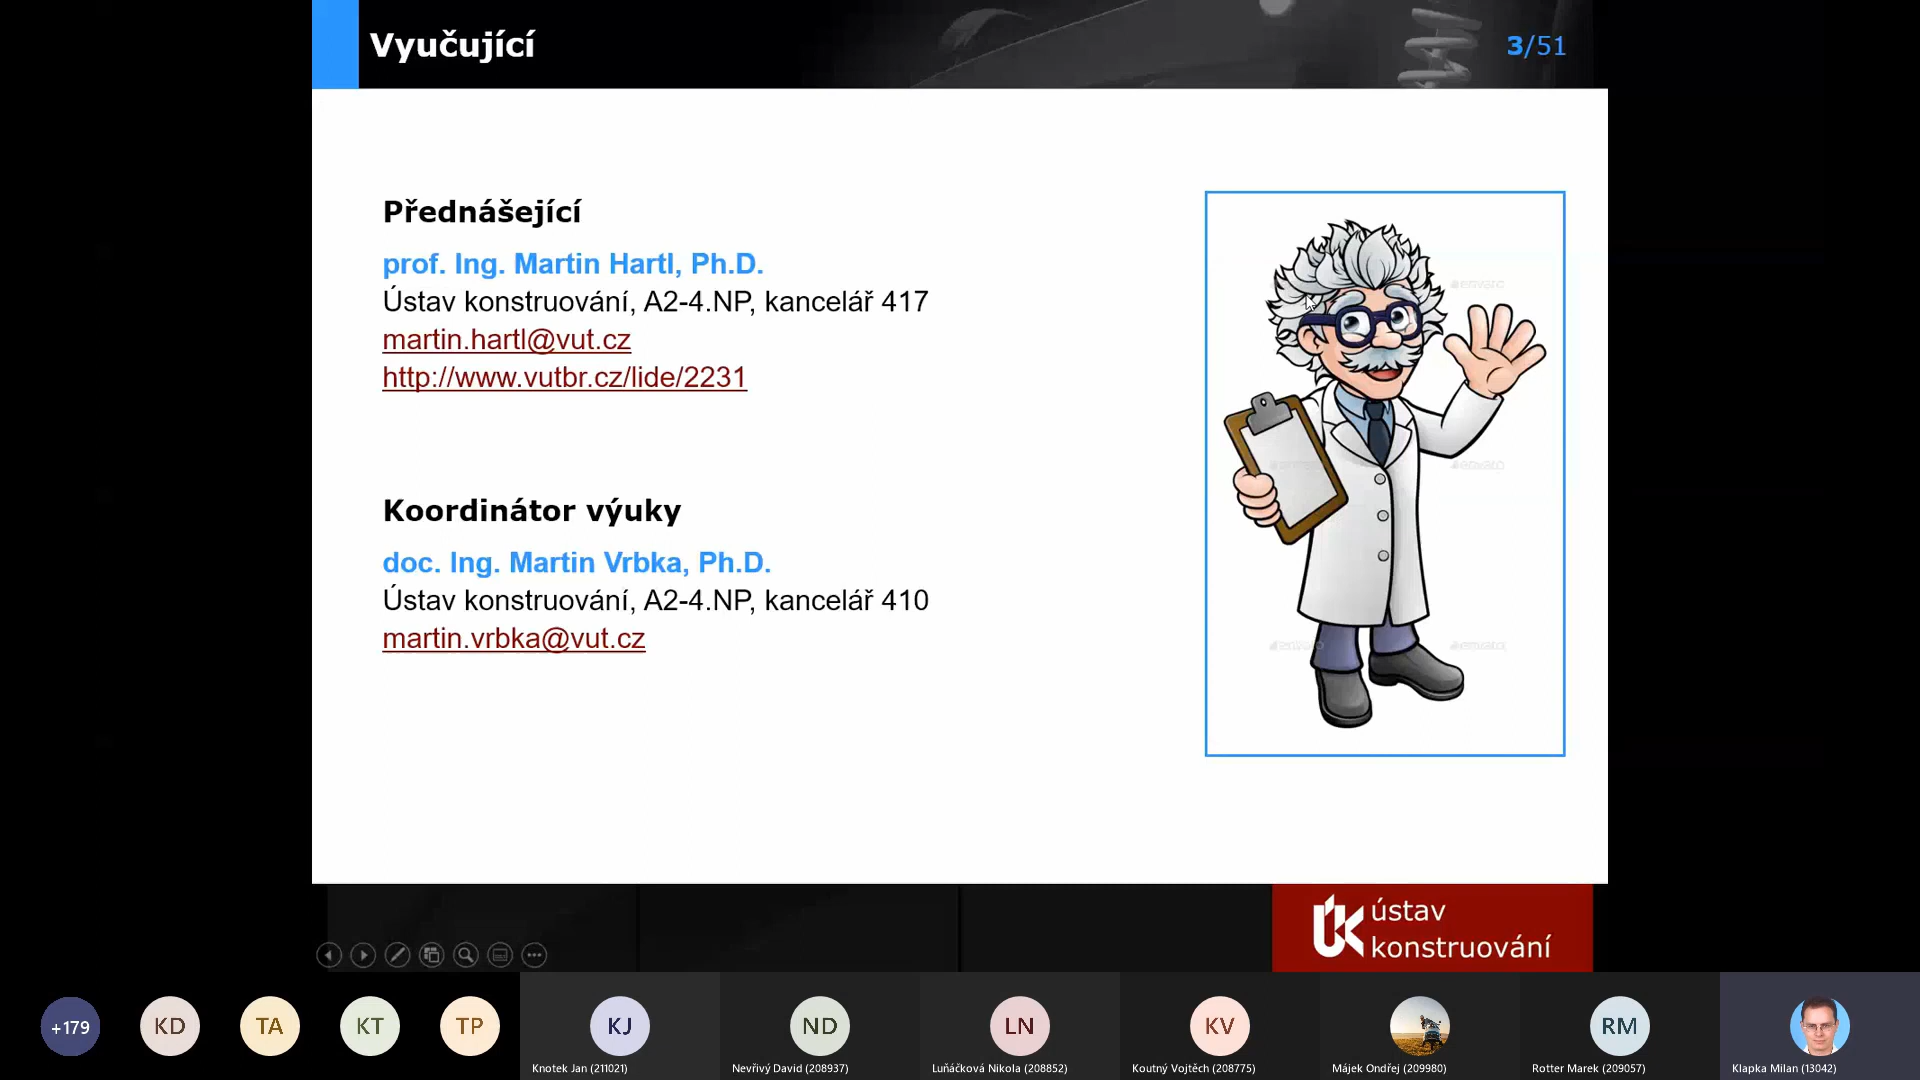 Vyučující
3/51
Přednášející
prof. Ing. Martin Hartl, Ph.D.
Ústav konstruování, A2-4.NP, kancelář 417
martin.hartl@vut.cz
http://www.vutbr.cz/lide/2231
Koordinátor výuky
doc. Ing. Martin Vrbka, Ph.D.
Ústav konstruování, A2-4.NP, kancelář 410
martin.vrbka@vut.cz
ústav
konstruování
+179
KD
TA
KT
TP
KJ
ND
LN
KV
RM
Knotek Jan (211021)
Nevřivý David (208937)
Luňáčková Nikola (208852)
Koutný Vojtěch (208775)
Májek Ondřej (209980)
Rotter Marek (209057)
Klapka Milan (13042)